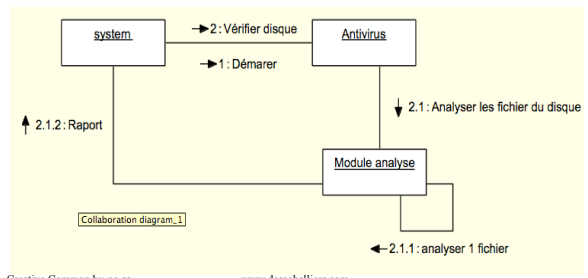 system
2 : Vérifier disque
Antivirus
1 : Démarer
2.1 : Analyser les fichier du disque
2.1.2 : Raport
Module analyse
Collaboration diagram_1
2.1.1 : analyser 1 fichier